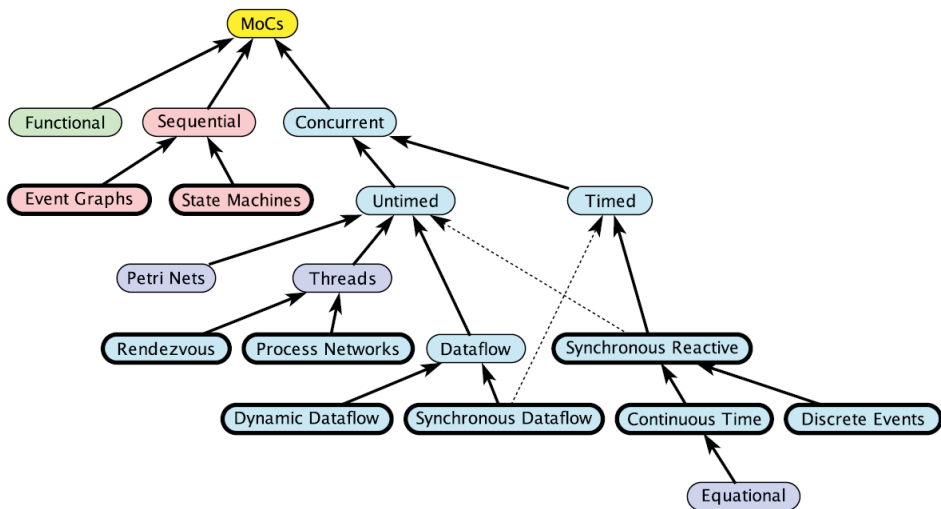 MoCs
Functional
Sequential
Concurrent
Event Graphs
State Machines
Untimed
Timed
Petri Nets
Threads
Rendezvous
Process Networks
Dataflow
Synchronous Reactive
Dynamic Dataflow
Synchronous Dataflow
Continuous Time
Discrete Events
Equational